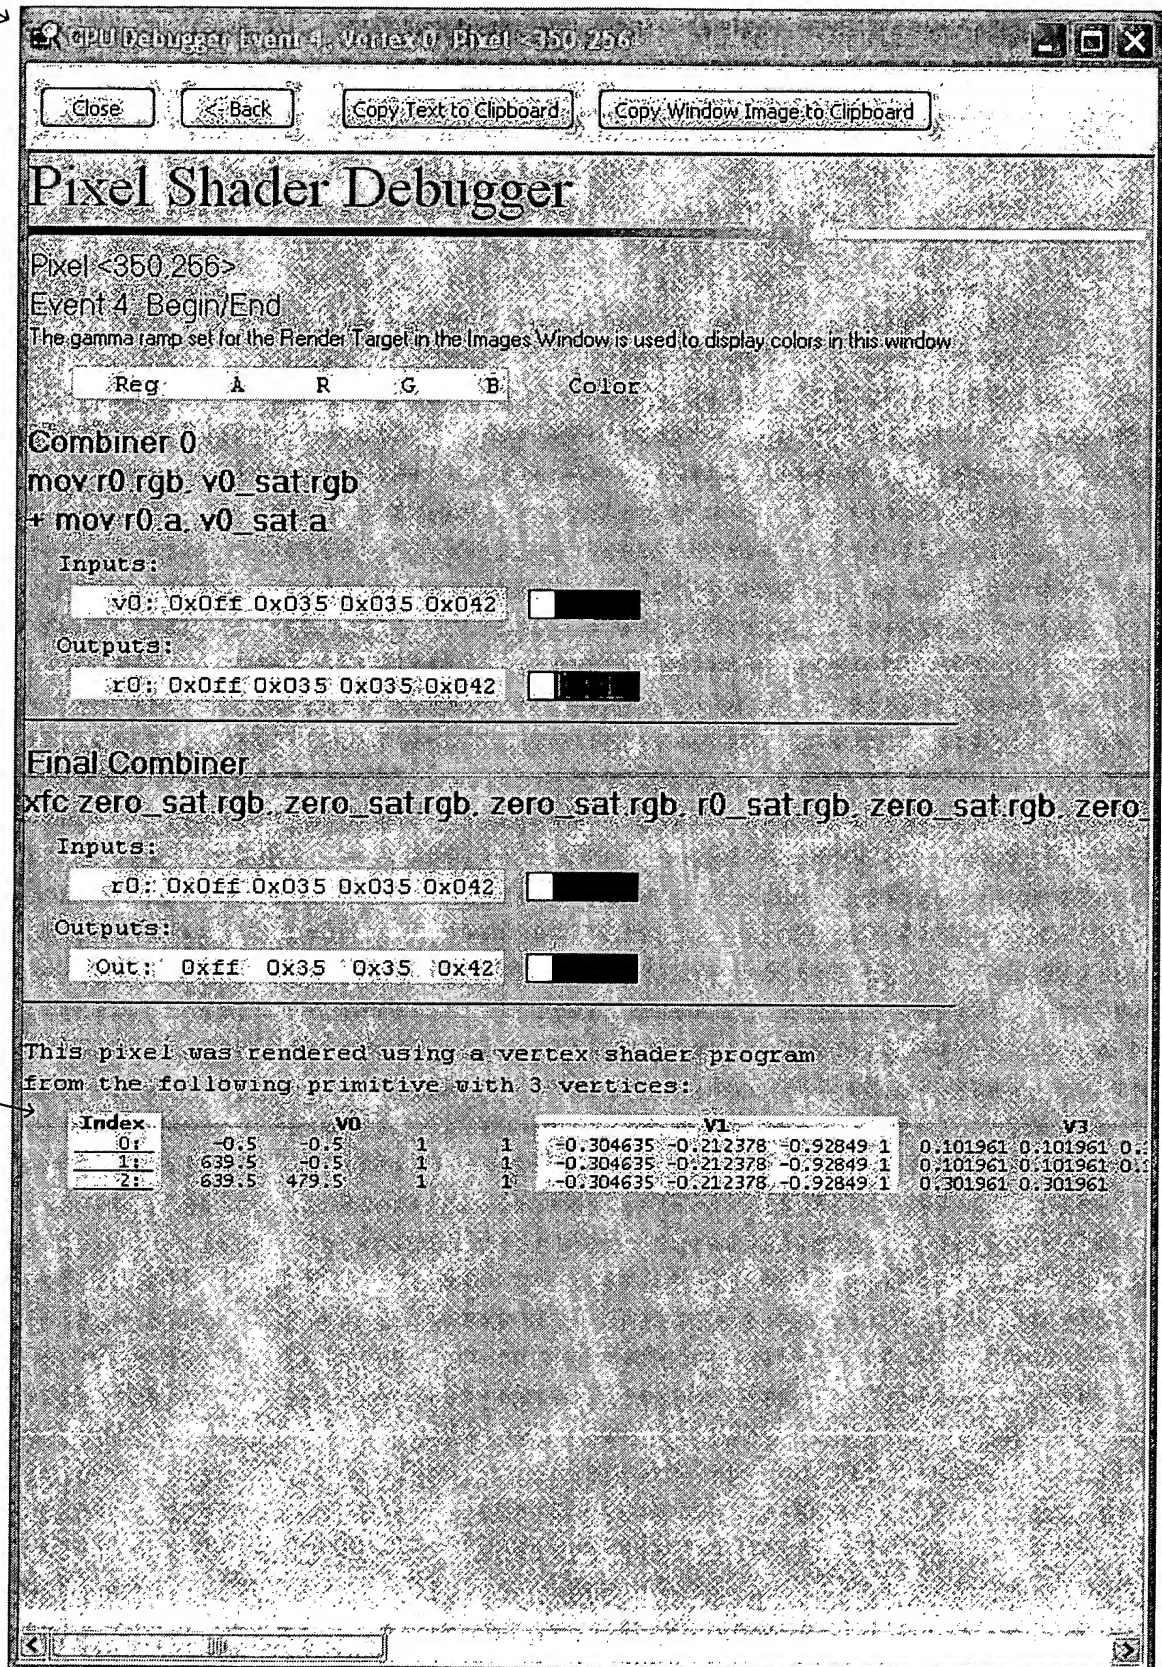 GPU Debugger Event 4, Vertex 0, Pixel <350,256>
Close <- Back Copy Text to Clipboard Copy Window Image to Clipboard
Pixel Shader Debugger
Pixel <350,256>
Event 4, Begin/End
The gamma ramp set for the Render Target in the Images Window is used to display colors in this window
Reg A R G B Color
Combiner 0
mov r0.rgb, v0_sat.rgb
+ mov r0.a, v0_sat.a
Inputs:
v0: 0x0ff 0x035 0x035 0x042
Outputs:
r0: 0x0ff 0x035 0x035 0x042
Final Combiner
xfc zero_sat.rgb, zero_sat.rgb, zero_sat.rgb, r0_sat.rgb, zero_sat.rgb, zero_
Inputs:
r0: 0x0ff 0x035 0x035 0x042
Outputs:
Out: 0xff 0x35 0x35 0x42
This pixel was rendered using a vertex shader program
from the following primitive with 3 vertices:
Index V0 V1 V3
0: -0.5 -0.5 1 1 -0.304635 -0.212378 -0.92849 1 0.101961 0.101961
1: 639.5 -0.5 1 1 -0.304635 -0.212378 -0.92849 1 0.101961 0.101961
2: 639.5 479.5 1 1 -0.304635 -0.212378 -0.92849 1 0.301961 0.301961